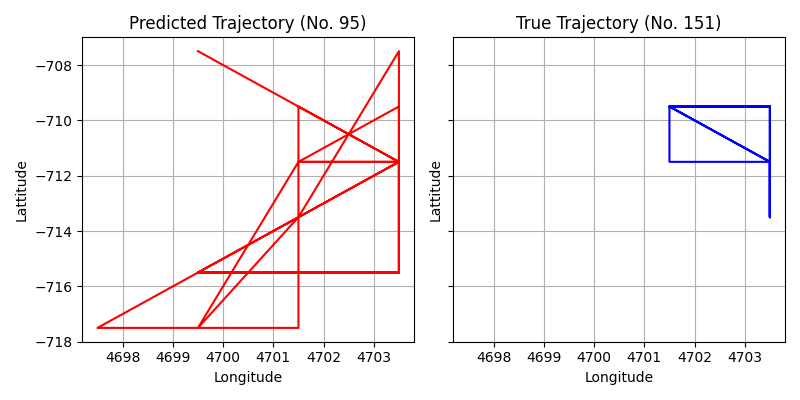 Predicted Trajectory (No. 95)
−708
−710
−712
−714
−716
−718
Lattitude
4698 4699 4700 4701 4702 4703
Longitude
True Trajectory (No. 151)
Lattitude
4698 4699 4700 4701 4702 4703
Longitude